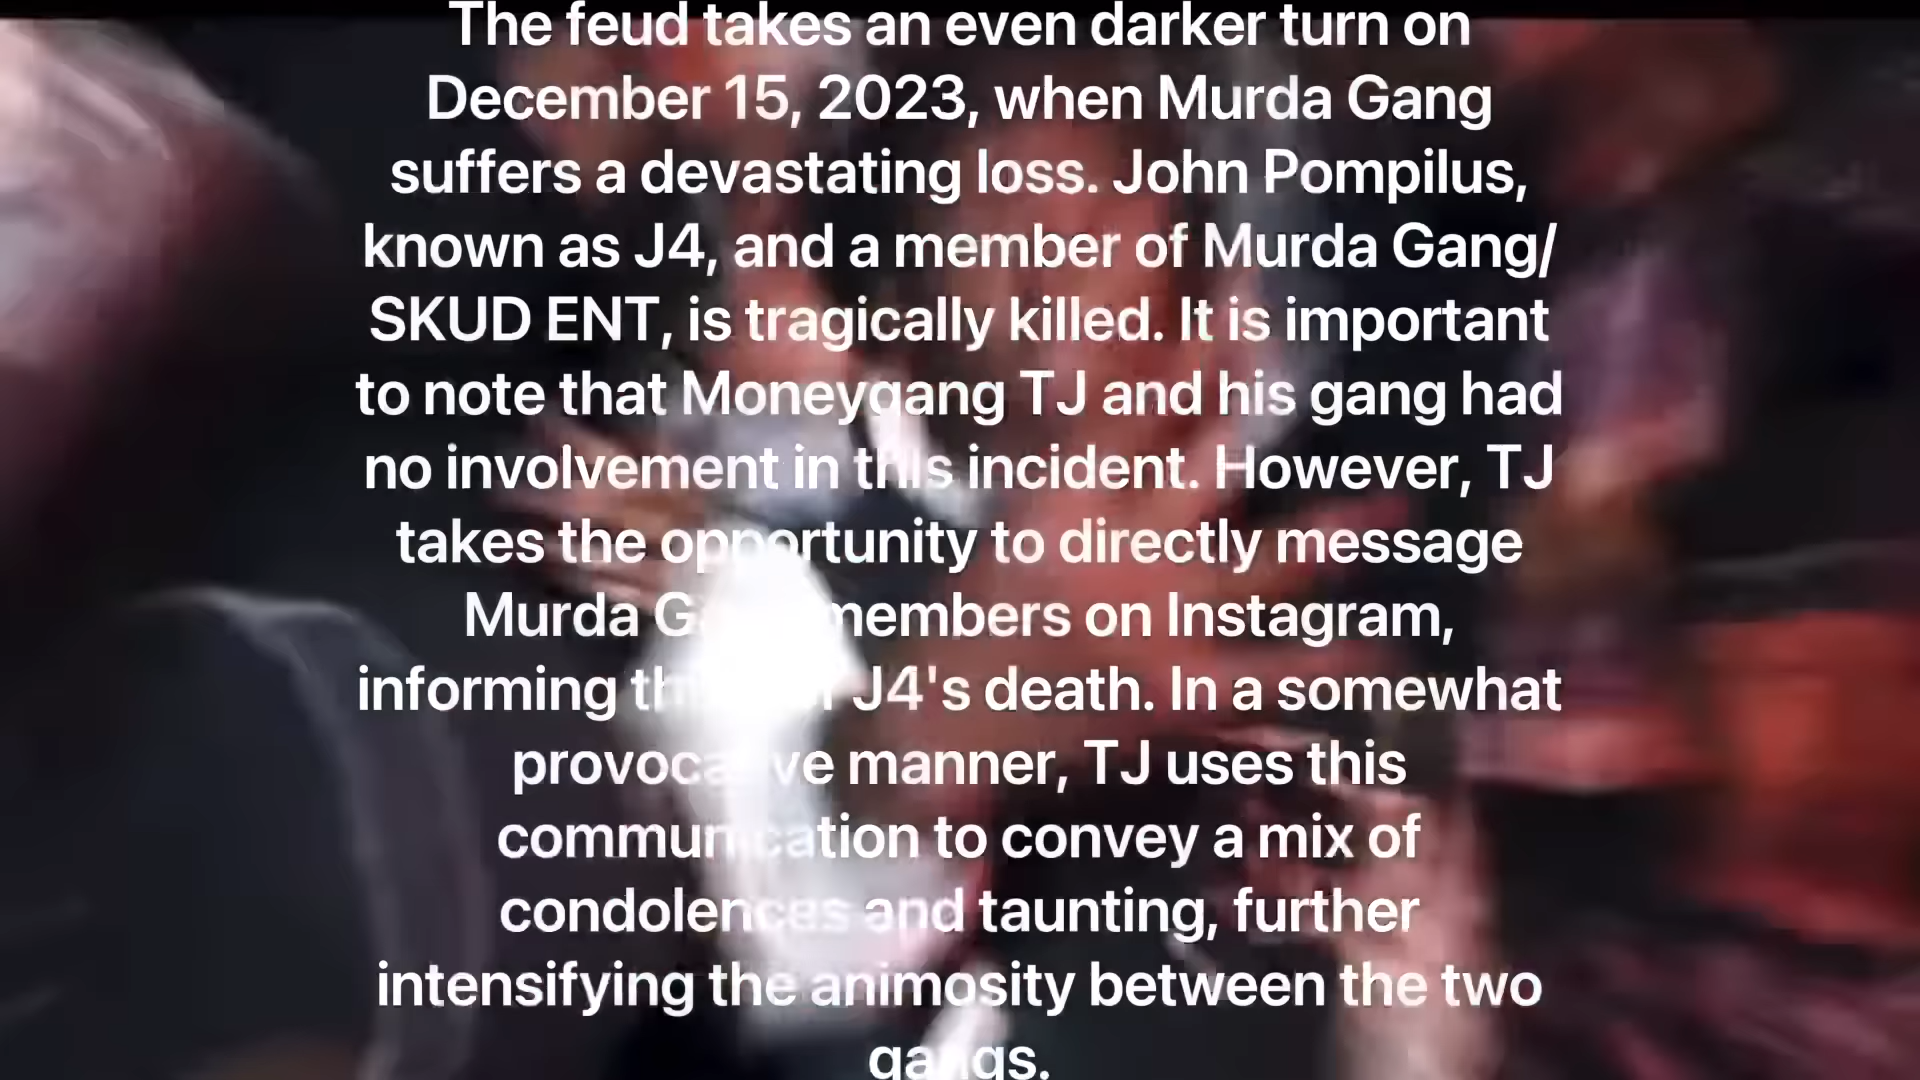 The feud takes an even darker turn on
December 15, 2023, when Murda Gang
suffers a devastating loss. John Pompilus,
known as J4, and a member of Murda Gang/
SKUD ENT, is tragically killed. It is important
to note that Moneygang TJ and his gang had
no involvement in this incident. However, TJ
takes the opportunity to directly message
Murda Gang members on Instagram,
informing J4's death. In a somewhat
provocative manner, TJ uses this
communication to convey a mix of
condolences and taunting, further
intensifying the animosity between the two
gangs.